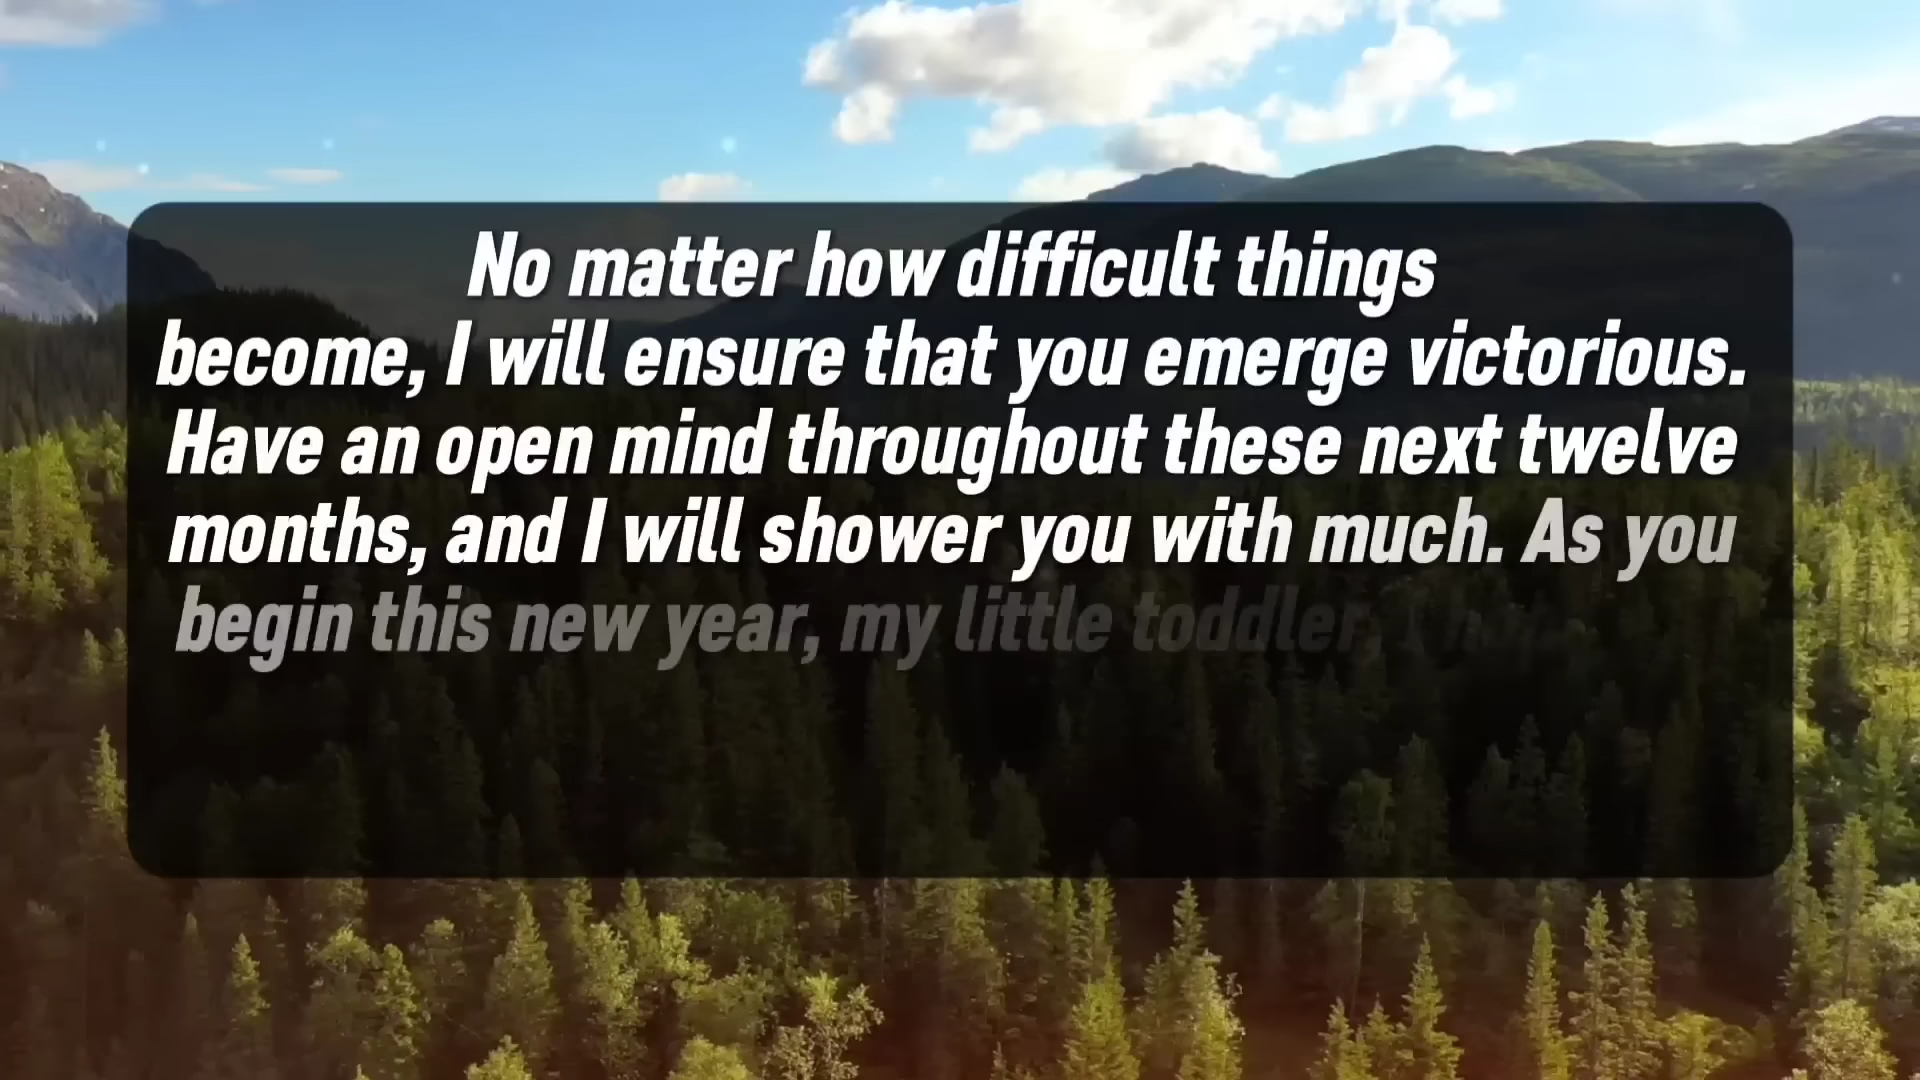 No matter how difficult things
become, I will ensure that you emerge victorious.
Have an open mind throughout these next twelve
months, and I will shower you with much. As you
begin this new year, my little toddler I